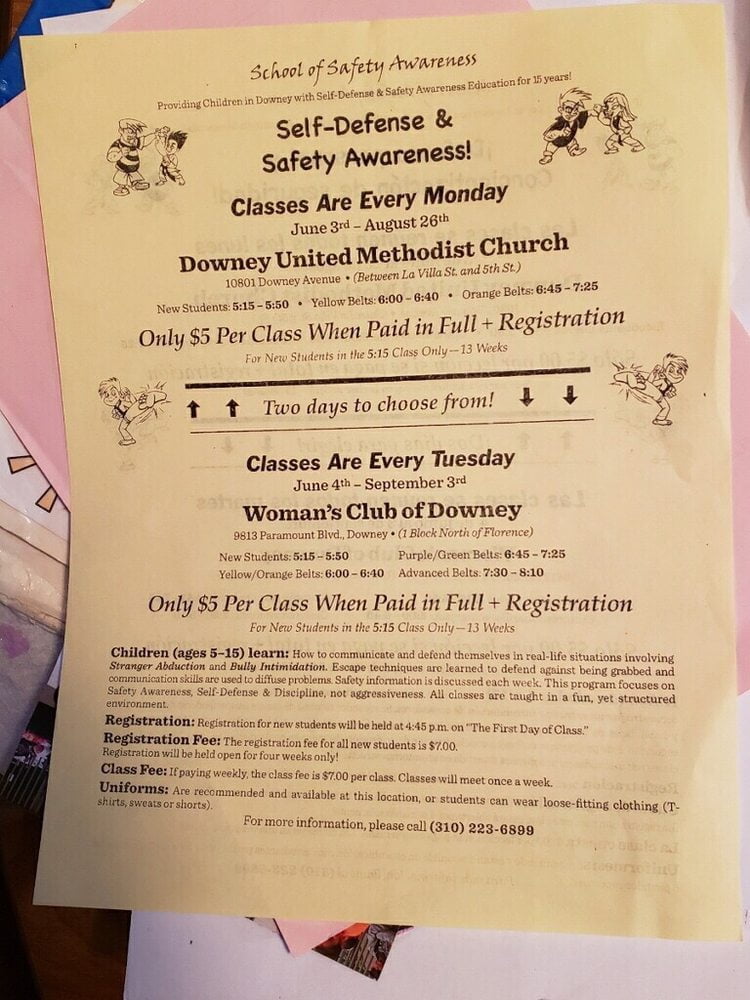 School of Safety Awareness
Providing Children in Downey with Self-Defense & Safety Awareness Education for 15 years!
Self-Defense &
Safety Awareness!
Classes Are Every Monday
June 3rd – August 26th
Downey United Methodist Church
10801 Downey Avenue • (Between La Villa St. and 5th St.)
New Students: 5:15 – 5:50 • Yellow Belts: 6:00 – 6:40 • Orange Belts: 6:45 – 7:25
Only $5 Per Class When Paid in Full + Registration
For New Students in the 5:15 Class Only—13 Weeks
↑ ↑ Two days to choose from! ↓ ↓
Classes Are Every Tuesday
June 4th – September 3rd
Woman's Club of Downey
9813 Paramount Blvd., Downey • (1 Block North of Florence)
New Students: 5:15 – 5:50 Purple/Green Belts: 6:45 – 7:25
Yellow/Orange Belts: 6:00 – 6:40 Advanced Belts: 7:30 – 8:10
Only $5 Per Class When Paid in Full + Registration
For New Students in the 5:15 Class Only—13 Weeks
Children (ages 5–15) learn: How to communicate and defend themselves in real-life situations involving
Stranger Abduction and Bully Intimidation. Escape techniques are learned to defend against being grabbed and
communication skills are used to diffuse problems. Safety information is discussed each week. This program focuses on
Safety Awareness, Self-Defense & Discipline, not aggressiveness. All classes are taught in a fun, yet structured
environment.
Registration: Registration for new students will be held at 4:45 p.m. on "The First Day of Class."
Registration Fee: The registration fee for all new students is $7.00.
Registration will be held open for four weeks only!
Class Fee: If paying weekly, the class fee is $7.00 per class. Classes will meet once a week.
Uniforms: Are recommended and available at this location, or students can wear loose-fitting clothing (T-
shirts, sweats or shorts).
For more information, please call (310) 223-6899